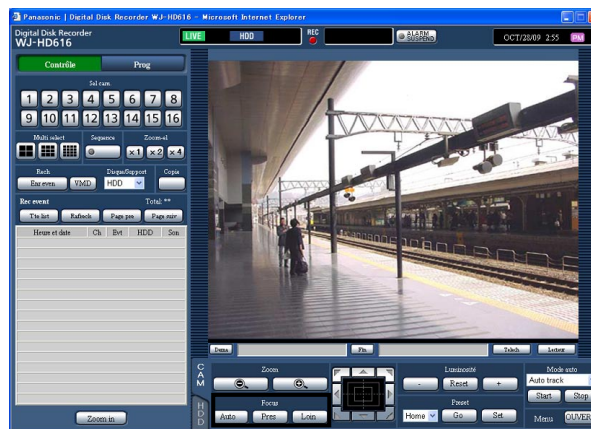 Panasonic | Digital Disk Recorder WJ-HD616 - Microsoft Internet Explorer
Digital Disk Recorder
WJ-HD616
LIVE HDD REC ALARM SUSPEND OCT/28/09 2:55 PM
Contrôle Prog
Sel cam
1 2 3 4 5 6 7 8
9 10 11 12 13 14 15 16
Multi select Sequence Zoom-el
x1 x2 x4
Rech Disque/Support Copie
Enr even VMD HDD
Rec event Total: **
Tte list Rafrach Page pre Page suiv
Heure et date Ch Evt HDD Son
Zoom in
Dema Fin Telech Lecteur
CAM
HDD
Zoom
Focus
Auto Pres Loin
Luminosité
- Reset +
Preset
Home Go Set
Mode auto
Auto track
Start Stop
Menu OUVER